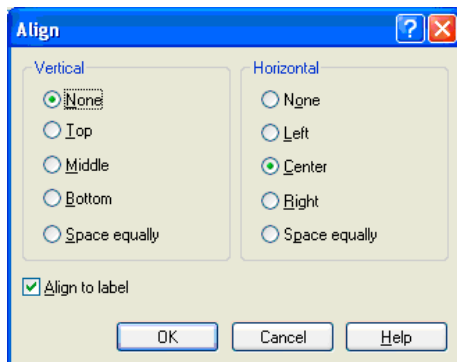 Align
Vertical
None
Top
Middle
Bottom
Space equally
Horizontal
None
Left
Center
Right
Space equally
Align to label
OK Cancel Help